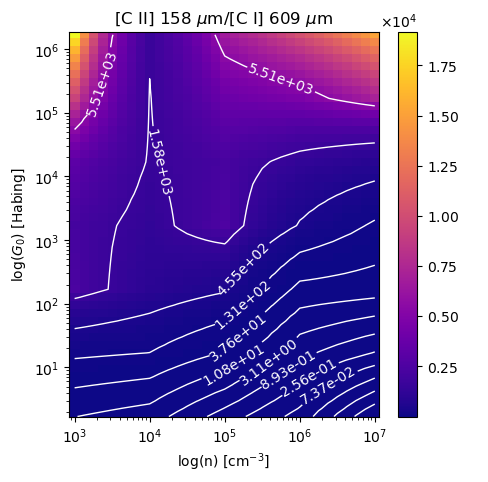 [C II] 158 μm/[C I] 609 μm
×10⁴
10⁶
10⁵
10⁴
10³
10²
10¹
log(G₀) [Habing]
5.51e+03
5.51e+03
1.58e+03
4.55e+02
1.31e+02
3.76e+01
1.08e+01
3.11e+00
8.93e-01
2.56e-01
7.37e-02
1.75
1.50
1.25
1.00
0.75
0.50
0.25
10³ 10⁴ 10⁵ 10⁶ 10⁷
log(n) [cm⁻³]